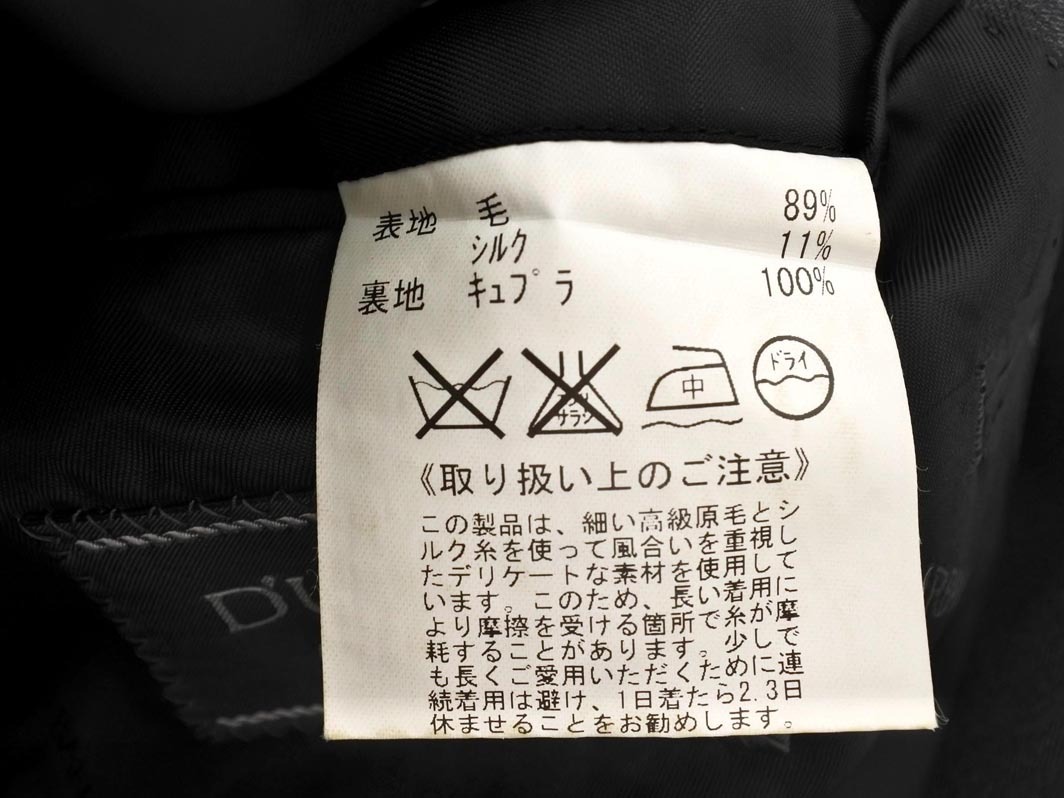 表地 毛 89%
シルク 11%
裏地 キュプラ 100%
サラシ
中
ドライ
《取り扱い上のご注意》
この製品は、細い高級原毛とシ
ルク糸を使って風合いを重視し
たデリケートな素材を使用して
います。このため、長い着用に
より摩擦を受ける箇所で糸が摩
耗することがあります。少しで
も長くご愛用いただくために連
続着用は避け、1日着たら2.3日
休ませることをお勧めします。